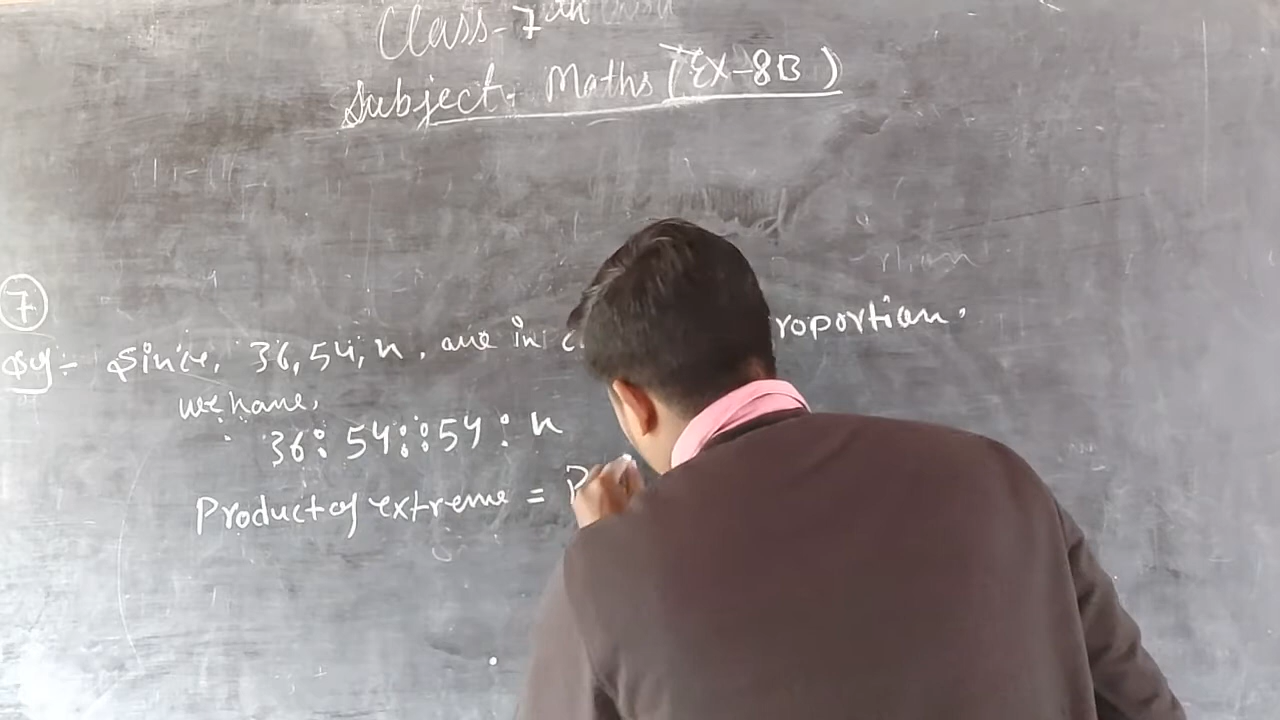 Class-7th
Subject- Maths (EX-8B)
7
Since, 36, 54, x, are in c roportion.
we have,
36 : 54 :: 54 : x
Product of extreme = P